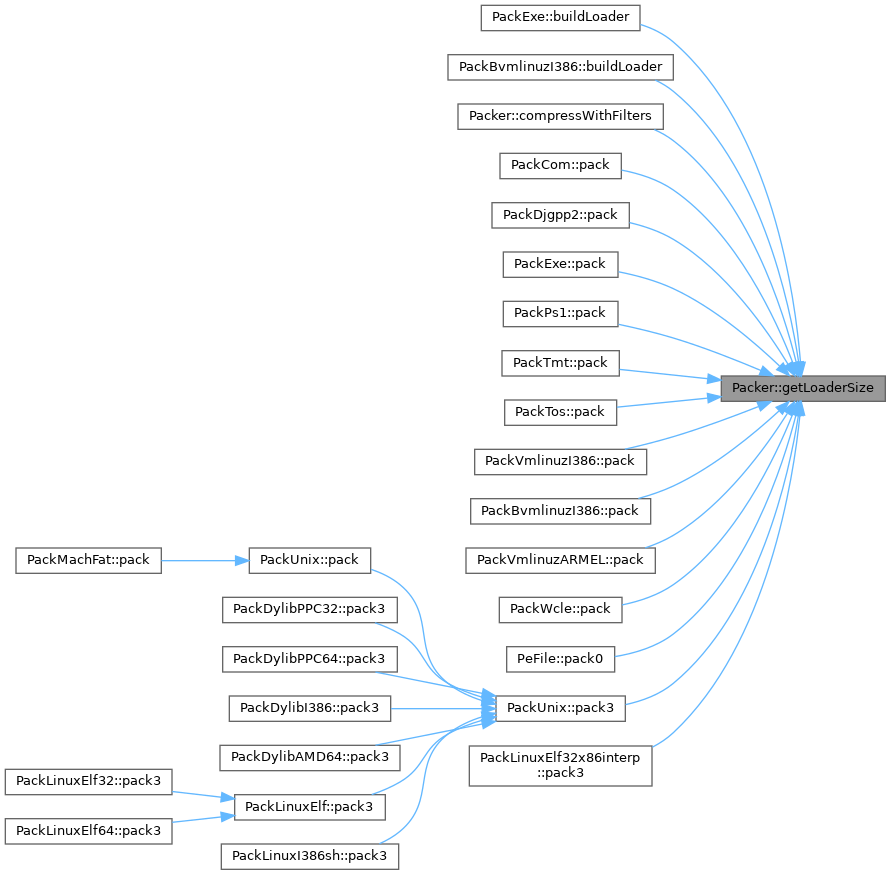 PackExe::buildLoader
PackBvmlinuzI386::buildLoader
Packer::compressWithFilters
PackCom::pack
PackDjgpp2::pack
PackExe::pack
PackPs1::pack
PackTmt::pack
Packer::getLoaderSize
PackTos::pack
PackVmlinuzI386::pack
PackBvmlinuzI386::pack
PackMachFat::pack
PackUnix::pack
PackVmlinuzARMEL::pack
PackDylibPPC32::pack3
PackWcle::pack
PackDylibPPC64::pack3
PeFile::pack0
PackDylibI386::pack3
PackUnix::pack3
PackDylibAMD64::pack3
PackLinuxElf32x86interp
::pack3
PackLinuxElf32::pack3
PackLinuxElf::pack3
PackLinuxElf64::pack3
PackLinuxI386sh::pack3